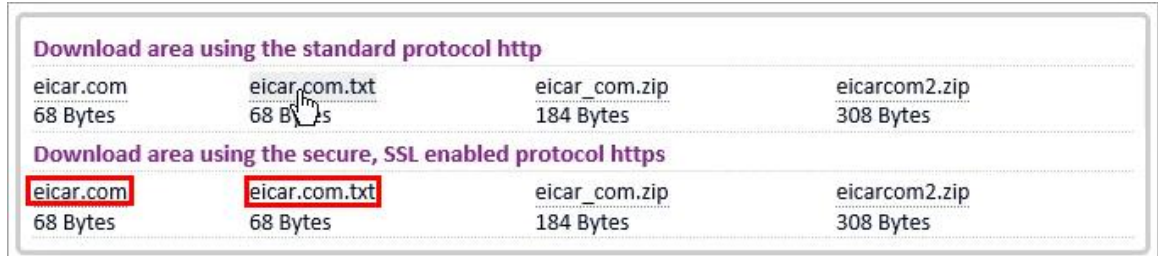 Download area using the standard protocol http
eicar.com eicar.com.txt eicar_com.zip eicarcom2.zip
68 Bytes 68 Bytes 184 Bytes 308 Bytes
Download area using the secure, SSL enabled protocol https
eicar.com eicar.com.txt eicar_com.zip eicarcom2.zip
68 Bytes 68 Bytes 184 Bytes 308 Bytes